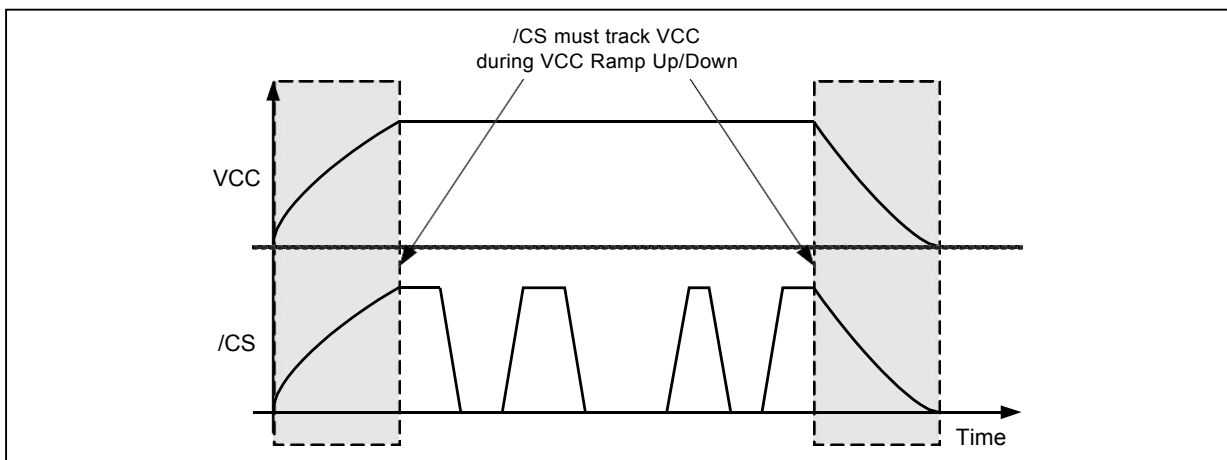 /CS must track VCC
during VCC Ramp Up/Down
VCC
/CS
Time